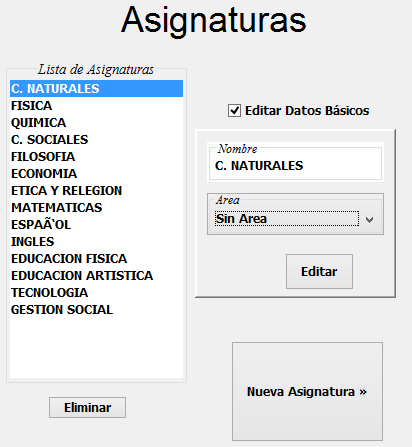 Asignaturas
Lista de Asignaturas
C. NATURALES
FISICA
QUIMICA
C. SOCIALES
FILOSOFIA
ECONOMIA
ETICA Y RELEGION
MATEMATICAS
ESPAÃ‘OL
INGLES
EDUCACION FISICA
EDUCACION ARTISTICA
TECNOLOGIA
GESTION SOCIAL
Eliminar
Editar Datos Básicos
Nombre
C. NATURALES
Area
Sin Area
Editar
Nueva Asignatura »